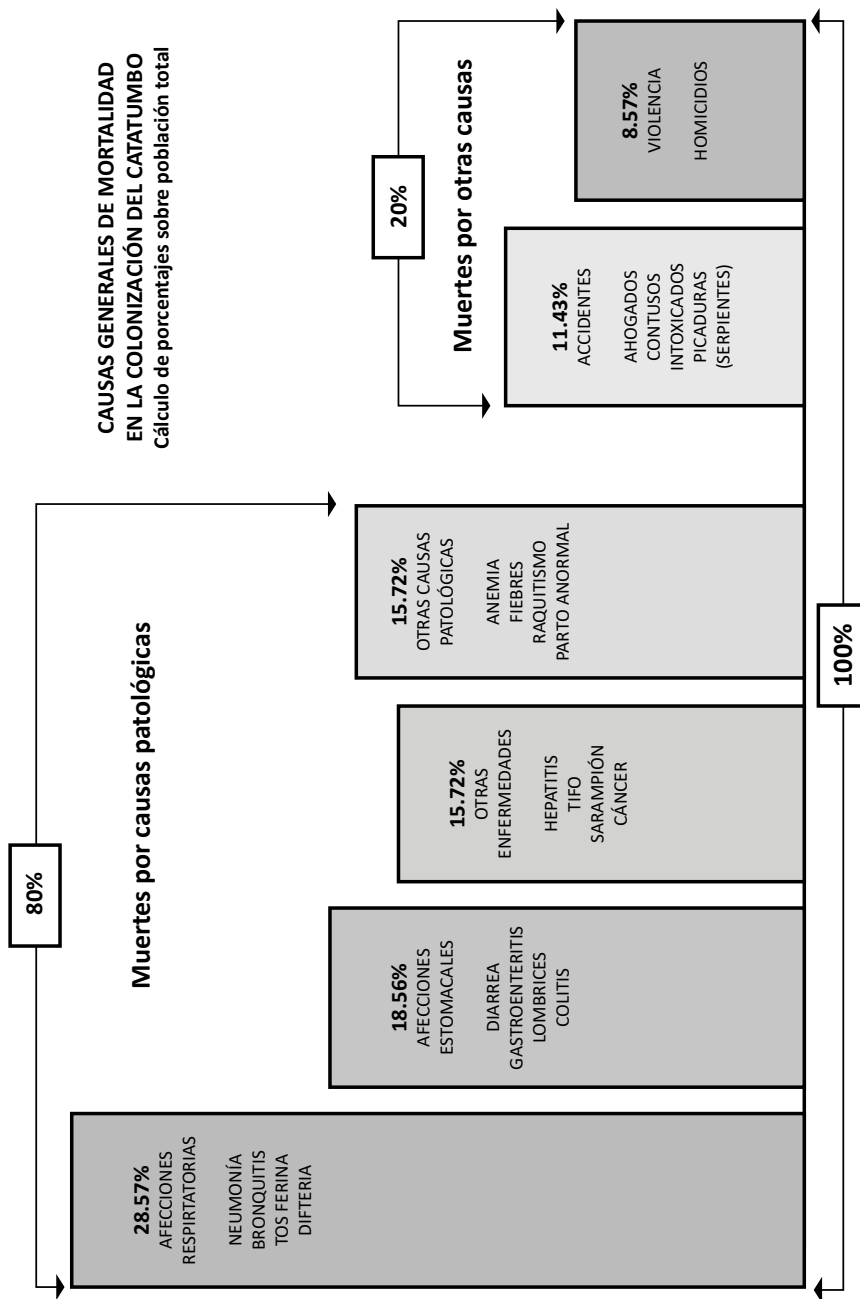 CAUSAS GENERALES DE MORTALIDAD
EN LA COLONIZACIÓN DEL CATATUMBO
Cálculo de porcentajes sobre población total
80%
Muertes por causas patológicas
28.57%
AFECCIONES
RESPIRTATORIAS
NEUMONÍA
BRONQUITIS
TOS FERINA
DIFTERIA
18.56%
AFECCIONES
ESTOMACALES
DIARREA
GASTROENTERITIS
LOMBRICES
COLITIS
15.72%
OTRAS
ENFERMEDADES
HEPATITIS
TIFO
SARAMPIÓN
CÁNCER
15.72%
OTRAS CAUSAS
PATOLÓGICAS
ANEMIA
FIEBRES
RAQUITISMO
PARTO ANORMAL
20%
Muertes por otras causas
11.43%
ACCIDENTES
AHOGADOS
CONTUSOS
INTOXICADOS
PICADURAS
(SERPIENTES)
8.57%
VIOLENCIA
HOMICIDIOS
100%